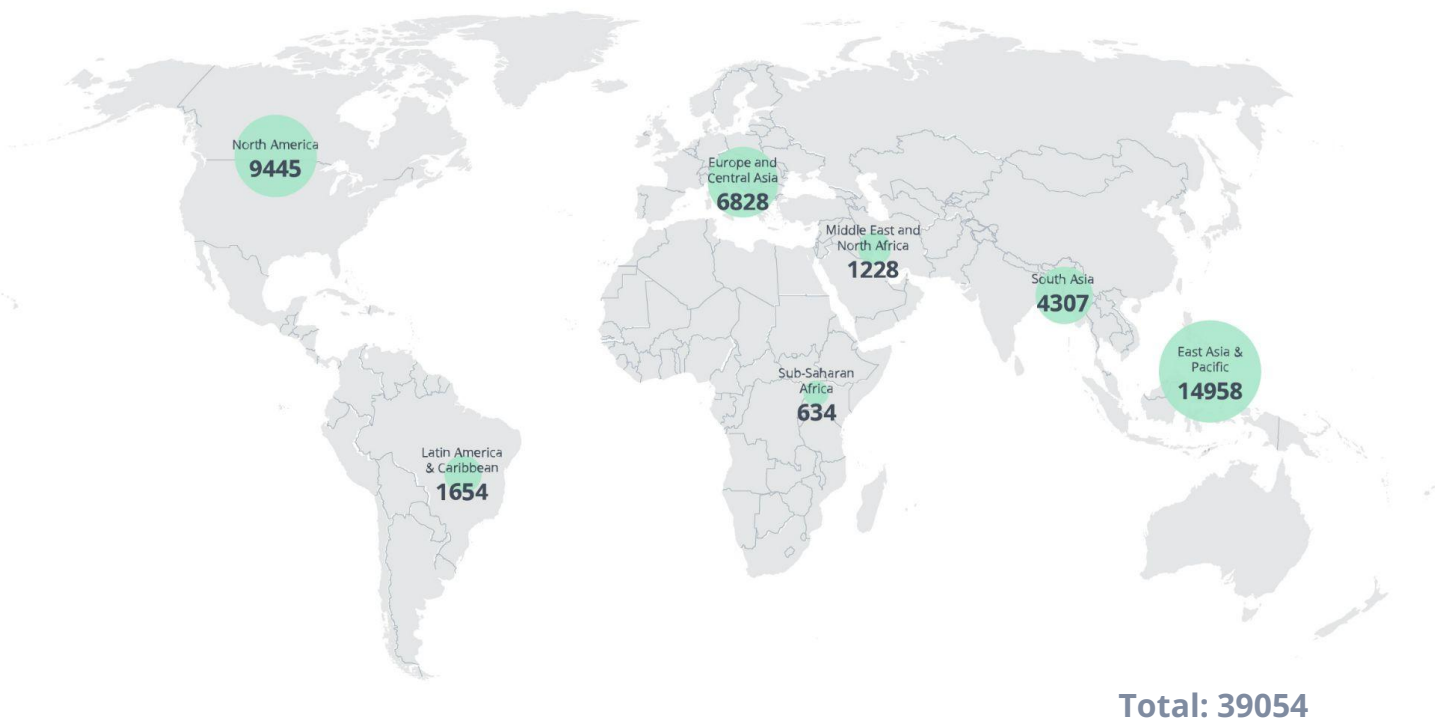 North America
9445
Europe and
Central Asia
6828
Middle East and
North Africa
1228
South Asia
4307
East Asia &
Pacific
14958
Sub-Saharan
Africa
634
Latin America
& Caribbean
1654
Total: 39054